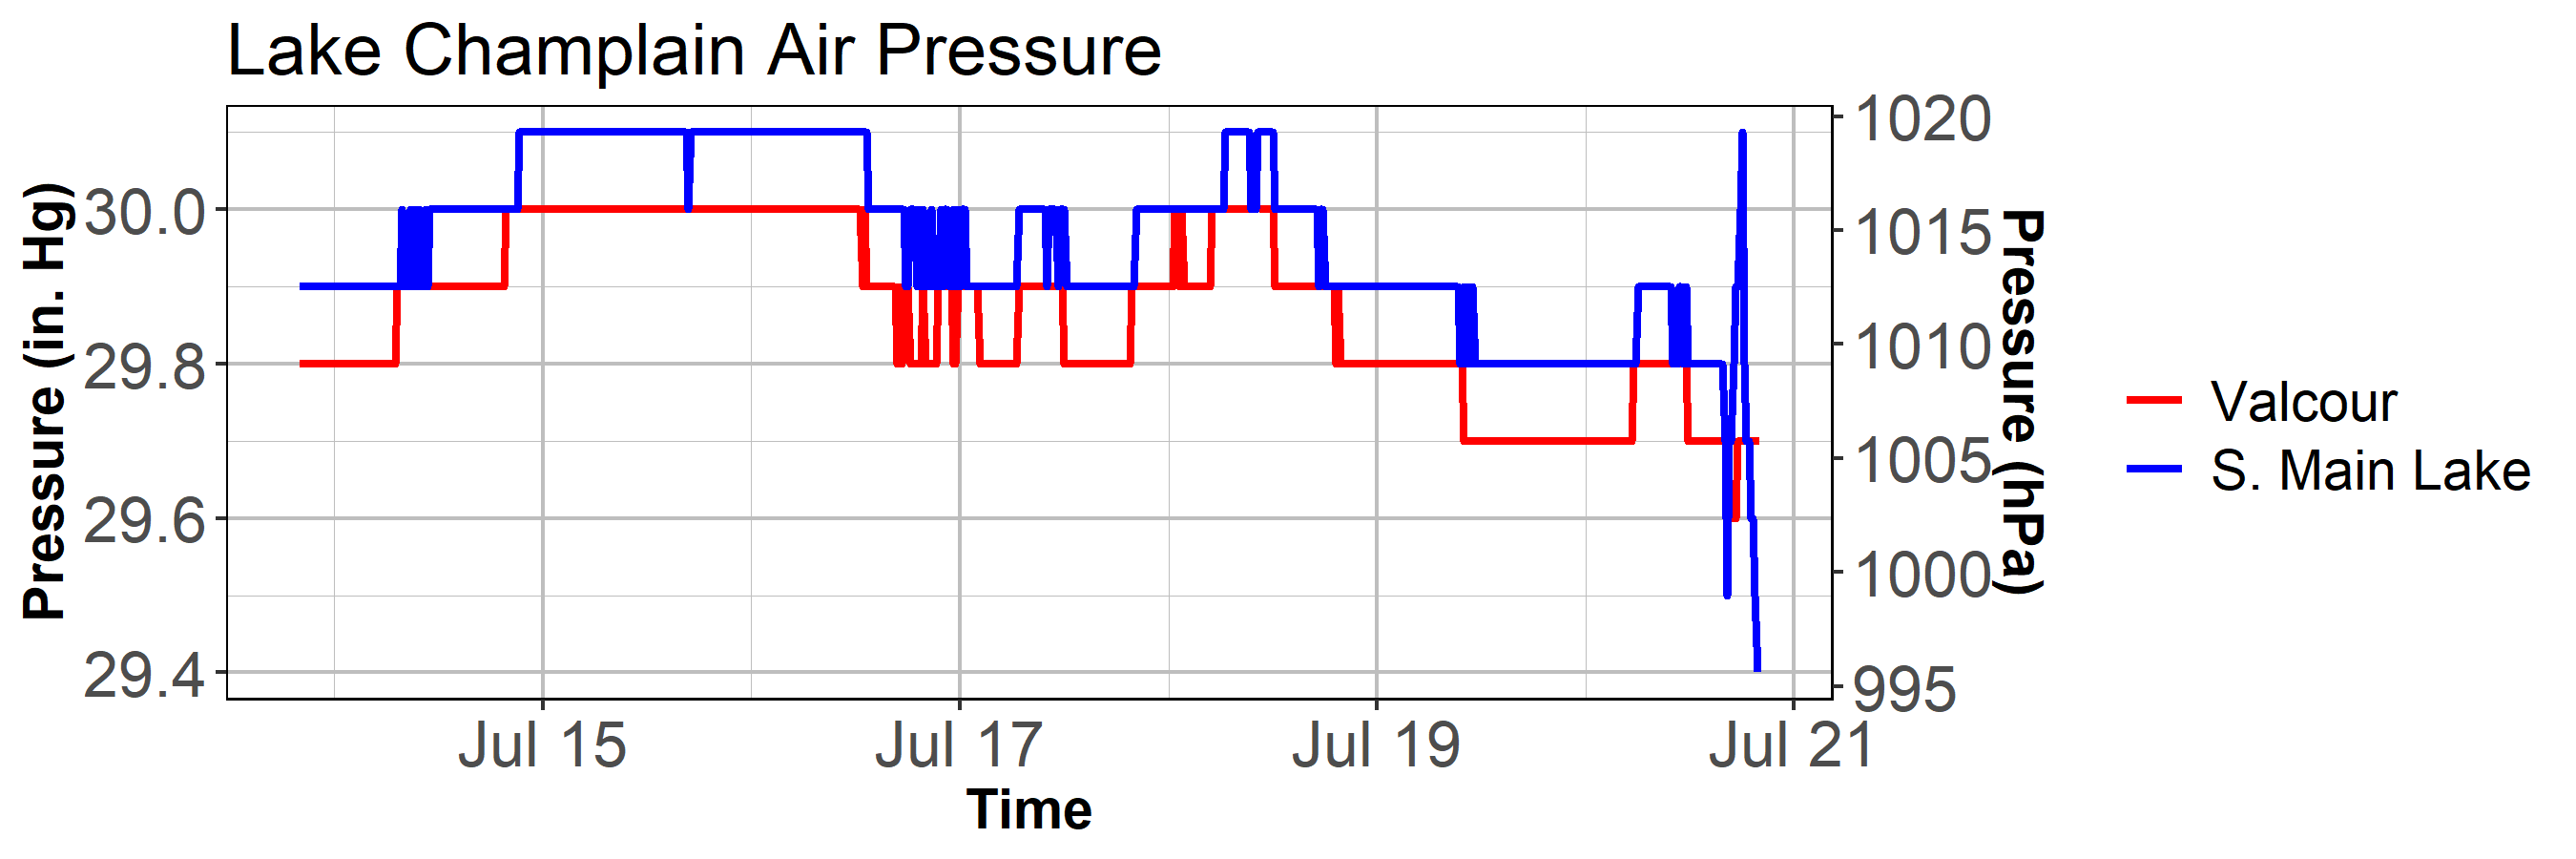 Lake Champlain Air Pressure
Pressure (in. Hg)
30.0
29.8
29.6
29.4
1020
1015
1010
1005
1000
995
Pressure (hPa)
Jul 15
Jul 17
Jul 19
Jul 21
Time
Valcour
S. Main Lake